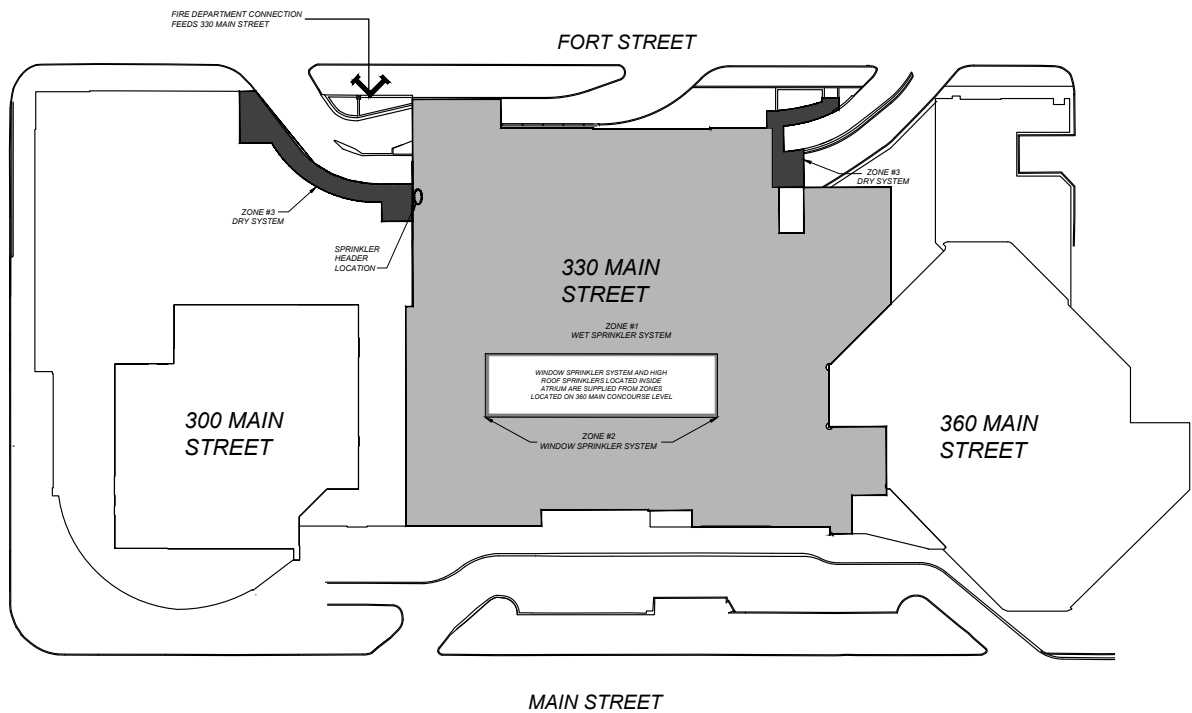 FIRE DEPARTMENT CONNECTION
FEEDS 330 MAIN STREET
FORT STREET
ZONE #3
DRY SYSTEM
ZONE #3
DRY SYSTEM
SPRINKLER
HEADER
LOCATION
330 MAIN
STREET
ZONE #1
WET SPRINKLER SYSTEM
WINDOW SPRINKLER SYSTEM AND HIGH
ROOF SPRINKLERS LOCATED INSIDE
ATRIUM ARE SUPPLIED FROM ZONES
LOCATED ON 360 MAIN CONCOURSE LEVEL
300 MAIN
STREET
360 MAIN
STREET
ZONE #2
WINDOW SPRINKLER SYSTEM
MAIN STREET